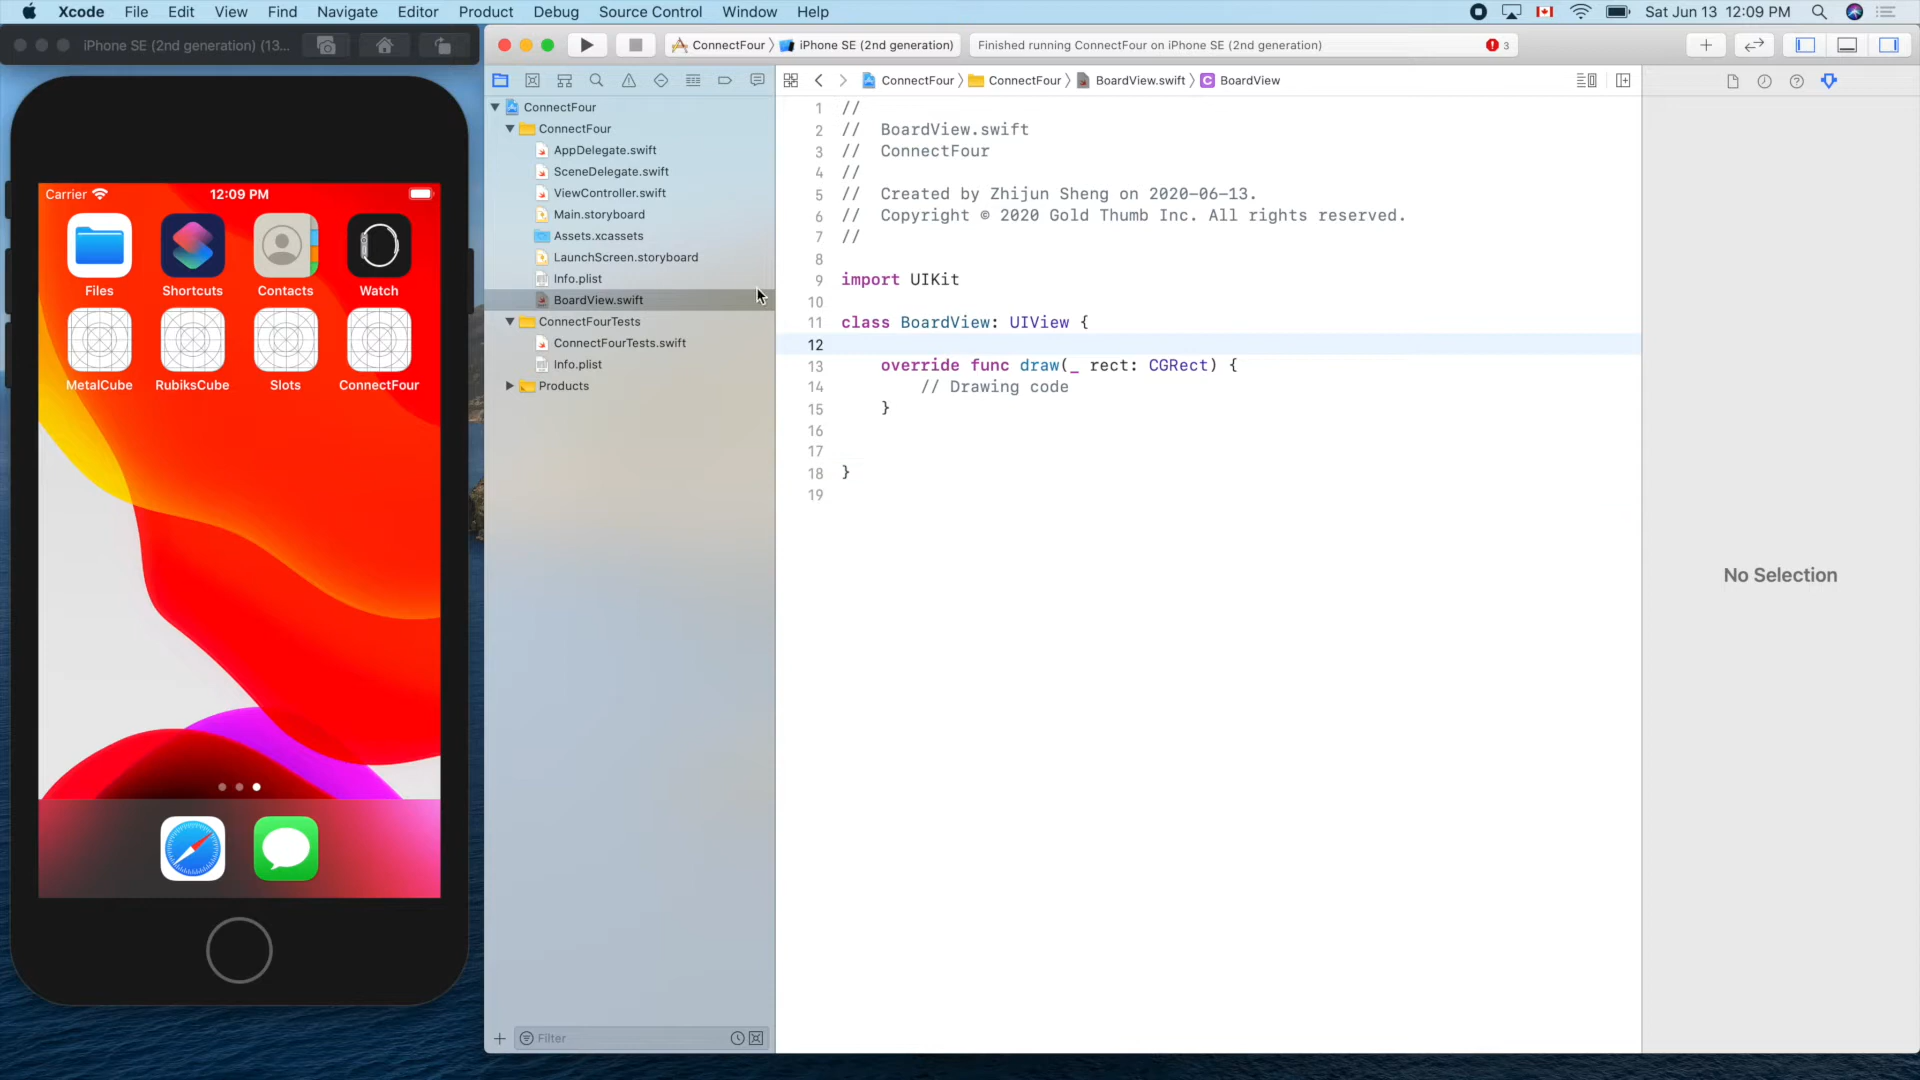 Xcode File Edit View Find Navigate Editor Product Debug Source Control Window Help Sat Jun 13 12:09 PM
iPhone SE (2nd generation) (13...
ConnectFour iPhone SE (2nd generation) Finished running ConnectFour on iPhone SE (2nd generation) 3
ConnectFour ConnectFour BoardView.swift C BoardView
Carrier 12:09 PM
Files Shortcuts Contacts Watch
MetalCube RubiksCube Slots ConnectFour
ConnectFour
ConnectFour
AppDelegate.swift
SceneDelegate.swift
ViewController.swift
Main.storyboard
Assets.xcassets
LaunchScreen.storyboard
Info.plist
BoardView.swift
ConnectFourTests
ConnectFourTests.swift
Info.plist
Products
Filter
1 //
2 // BoardView.swift
3 // ConnectFour
4 //
5 // Created by Zhijun Sheng on 2020-06-13.
6 // Copyright © 2020 Gold Thumb Inc. All rights reserved.
7 //
8
9 import UIKit
10
11 class BoardView: UIView {
12
13 override func draw(_ rect: CGRect) {
14 // Drawing code
15 }
16
17
18 }
19
No Selection